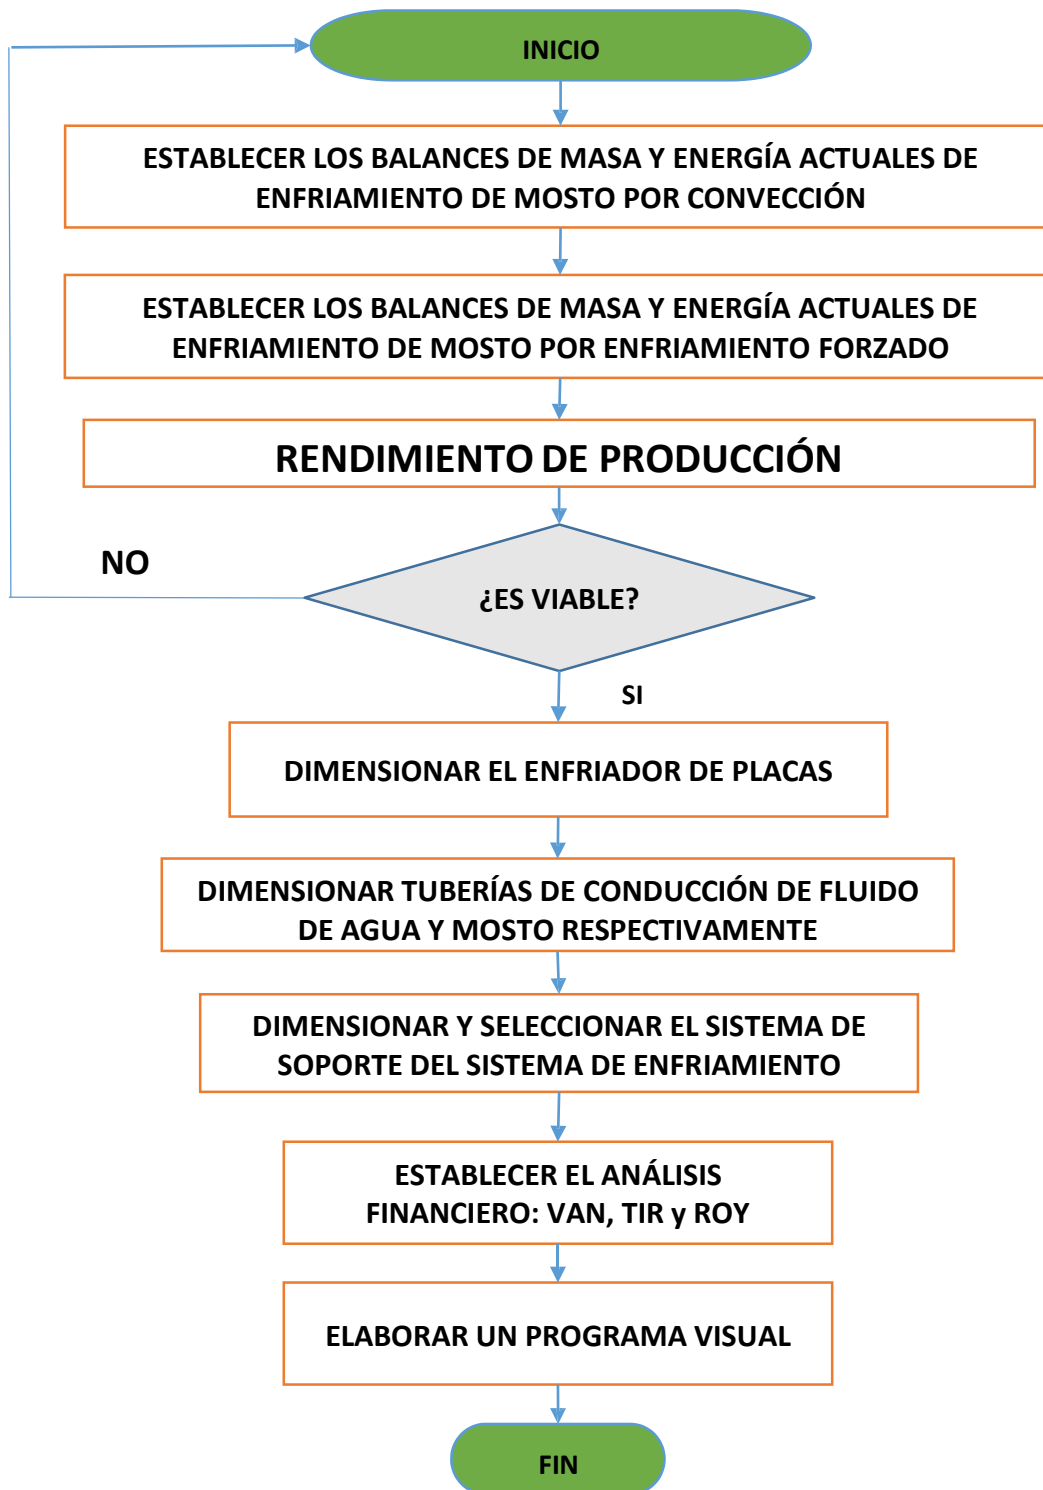 INICIO
ESTABLECER LOS BALANCES DE MASA Y ENERGÍA ACTUALES DE
ENFRIAMIENTO DE MOSTO POR CONVECCIÓN
ESTABLECER LOS BALANCES DE MASA Y ENERGÍA ACTUALES DE
ENFRIAMIENTO DE MOSTO POR ENFRIAMIENTO FORZADO
RENDIMIENTO DE PRODUCCIÓN
NO
¿ES VIABLE?
SI
DIMENSIONAR EL ENFRIADOR DE PLACAS
DIMENSIONAR TUBERÍAS DE CONDUCCIÓN DE FLUIDO
DE AGUA Y MOSTO RESPECTIVAMENTE
DIMENSIONAR Y SELECCIONAR EL SISTEMA DE
SOPORTE DEL SISTEMA DE ENFRIAMIENTO
ESTABLECER EL ANÁLISIS
FINANCIERO: VAN, TIR y ROY
ELABORAR UN PROGRAMA VISUAL
FIN